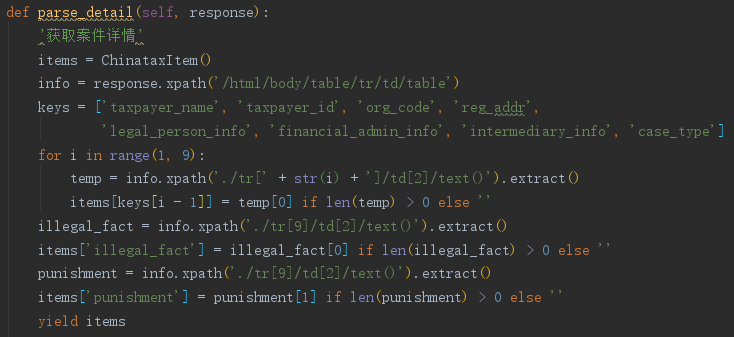 def parse_detail(self, response):
    '获取案件详情'
    items = ChinataxItem()
    info = response.xpath('/html/body/table/tr/td/table')
    keys = ['taxpayer_name', 'taxpayer_id', 'org_code', 'reg_addr',
            'legal_person_info', 'financial_admin_info', 'intermediary_info', 'case_type']
    for i in range(1, 9):
        temp = info.xpath('./tr[' + str(i) + ']/td[2]/text()').extract()
        items[keys[i - 1]] = temp[0] if len(temp) > 0 else ''
    illegal_fact = info.xpath('./tr[9]/td[2]/text()').extract()
    items['illegal_fact'] = illegal_fact[0] if len(illegal_fact) > 0 else ''
    punishment = info.xpath('./tr[9]/td[2]/text()').extract()
    items['punishment'] = punishment[1] if len(punishment) > 0 else ''
    yield items